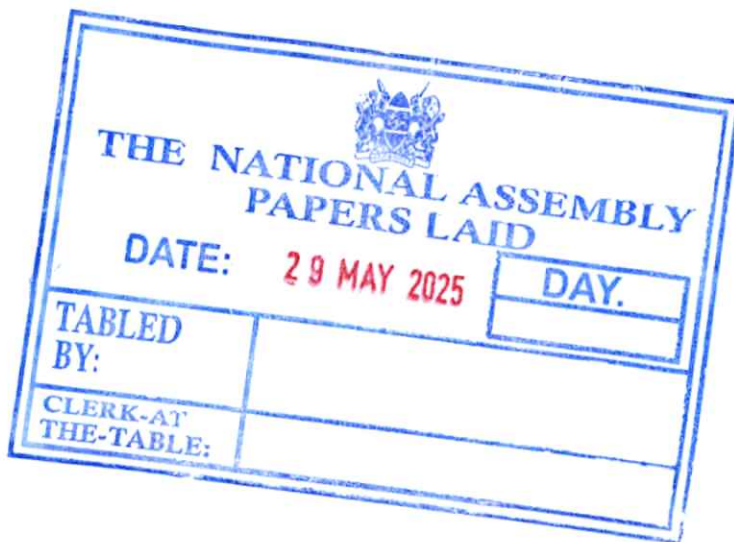 THE NATIONAL ASSEMBLY
PAPERS LAID
DATE: 29 MAY 2025 DAY.
TABLED
BY:
CLERK-AT
THE-TABLE: